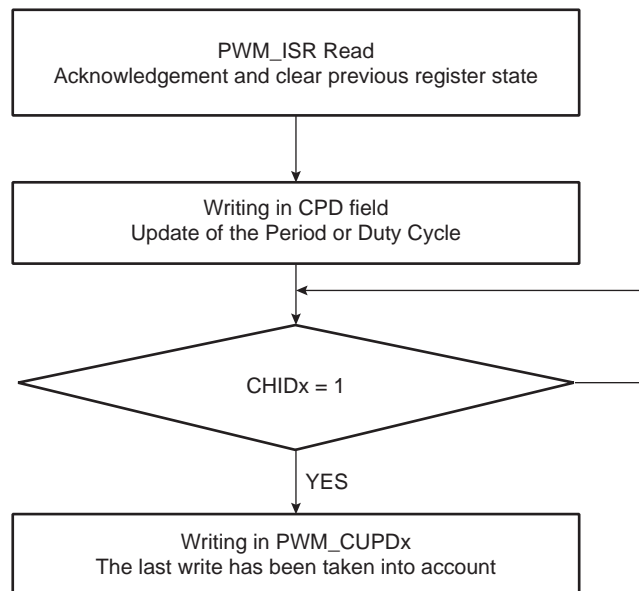 PWM_ISR Read
Acknowledgement and clear previous register state
Writing in CPD field
Update of the Period or Duty Cycle
CHIDx = 1
YES
Writing in PWM_CUPDx
The last write has been taken into account